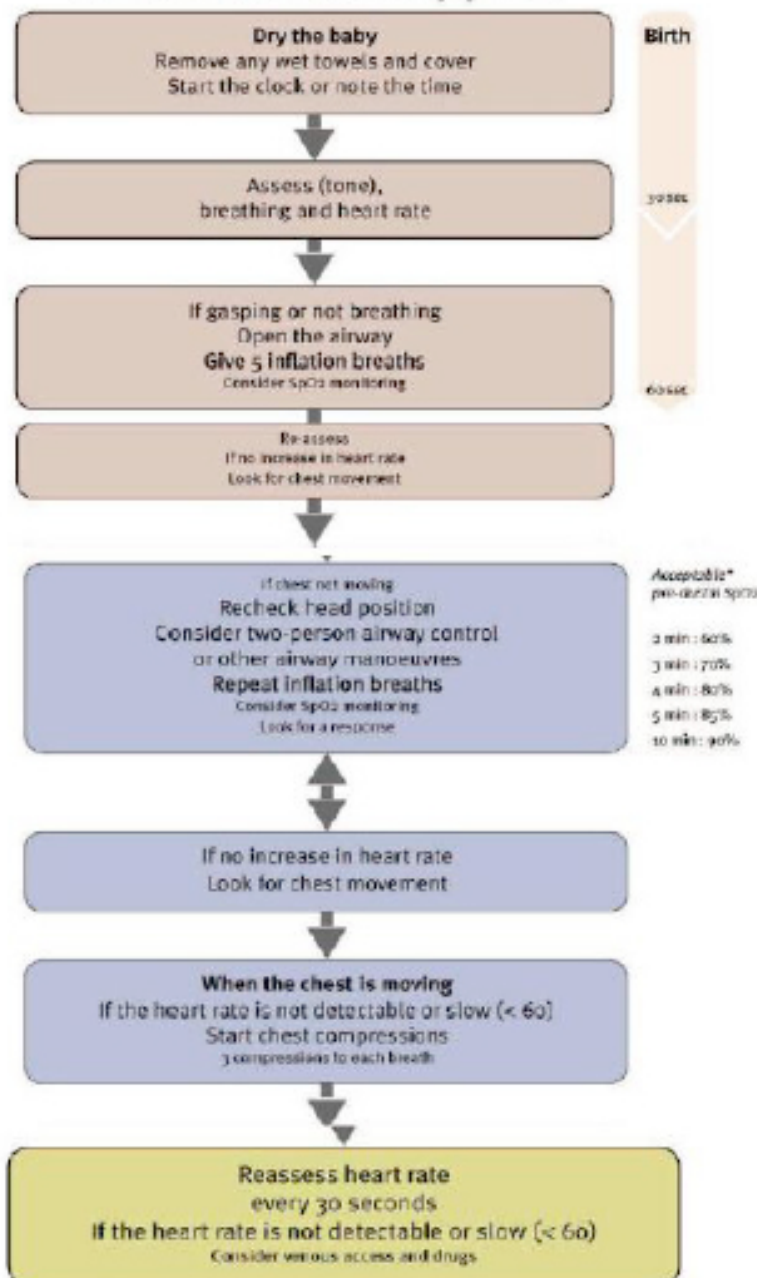 Dry the baby
Remove any wet towels and cover
Start the clock or note the time
Birth
Assess (tone),
breathing and heart rate
30 sec
If gasping or not breathing
Open the airway
Give 5 inflation breaths
Consider SpO2 monitoring
60 sec
Re-assess
If no increase in heart rate
Look for chest movement
If chest not moving
Recheck head position
Consider two-person airway control
or other airway manoeuvres
Repeat inflation breaths
Consider SpO2 monitoring
Look for a response
Acceptable*
pre-ductal SpO2
2 min : 60%
3 min : 70%
4 min : 80%
5 min : 85%
10 min : 90%
If no increase in heart rate
Look for chest movement
When the chest is moving
If the heart rate is not detectable or slow (< 60)
Start chest compressions
3 compressions to each breath
Reassess heart rate
every 30 seconds
If the heart rate is not detectable or slow (< 60)
Consider venous access and drugs